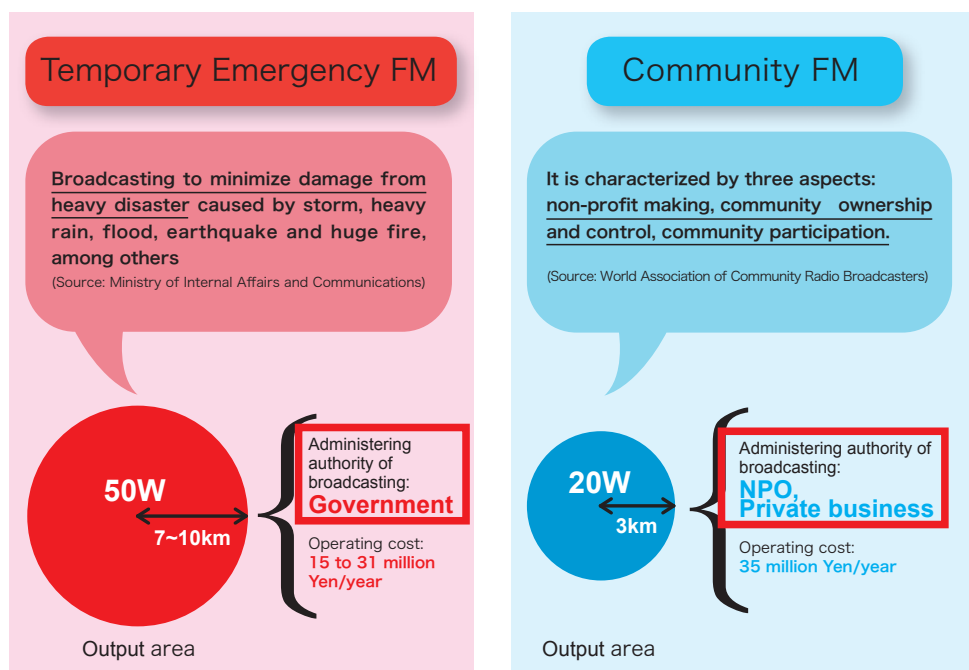 Temporary Emergency FM
Broadcasting to minimize damage from
heavy disaster caused by storm, heavy
rain, flood, earthquake and huge fire,
among others
(Source: Ministry of Internal Affairs and Communications)
50W
7~10km
Administering
authority of
broadcasting:
Government
Operating cost:
15 to 31 million
Yen/year
Output area
Community FM
It is characterized by three aspects:
non-profit making, community ownership
and control, community participation.
(Source: World Association of Community Radio Broadcasters)
20W
3km
Administering authority of
broadcasting:
NPO,
Private business
Operating cost:
35 million Yen/year
Output area